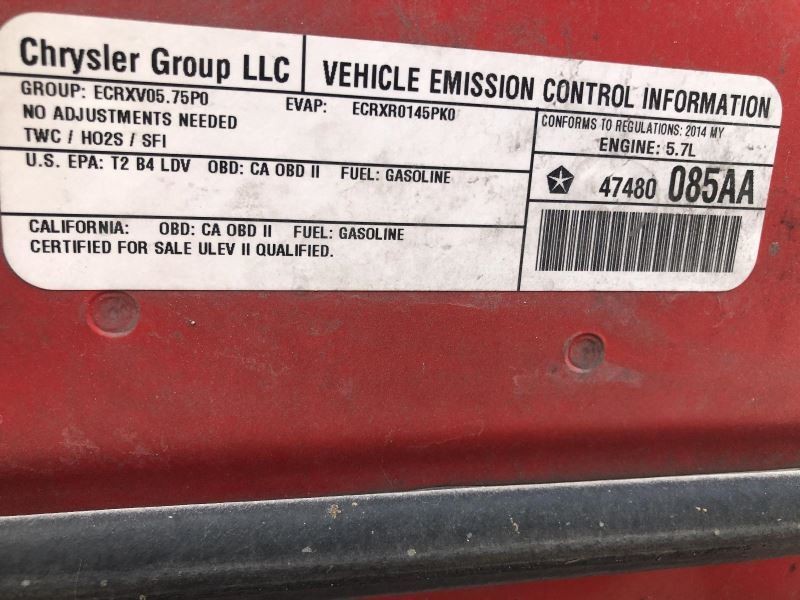 Chrysler Group LLC
VEHICLE EMISSION CONTROL INFORMATION
GROUP: ECRXV05.75P0 EVAP: ECRXR0145PK0
NO ADJUSTMENTS NEEDED
TWC / HO2S / SFI
CONFORMS TO REGULATIONS: 2014 MY
ENGINE: 5.7L
U.S. EPA: T2 B4 LDV OBD: CA OBD II FUEL: GASOLINE
47480 085AA
CALIFORNIA: OBD: CA OBD II FUEL: GASOLINE
CERTIFIED FOR SALE ULEV II QUALIFIED.